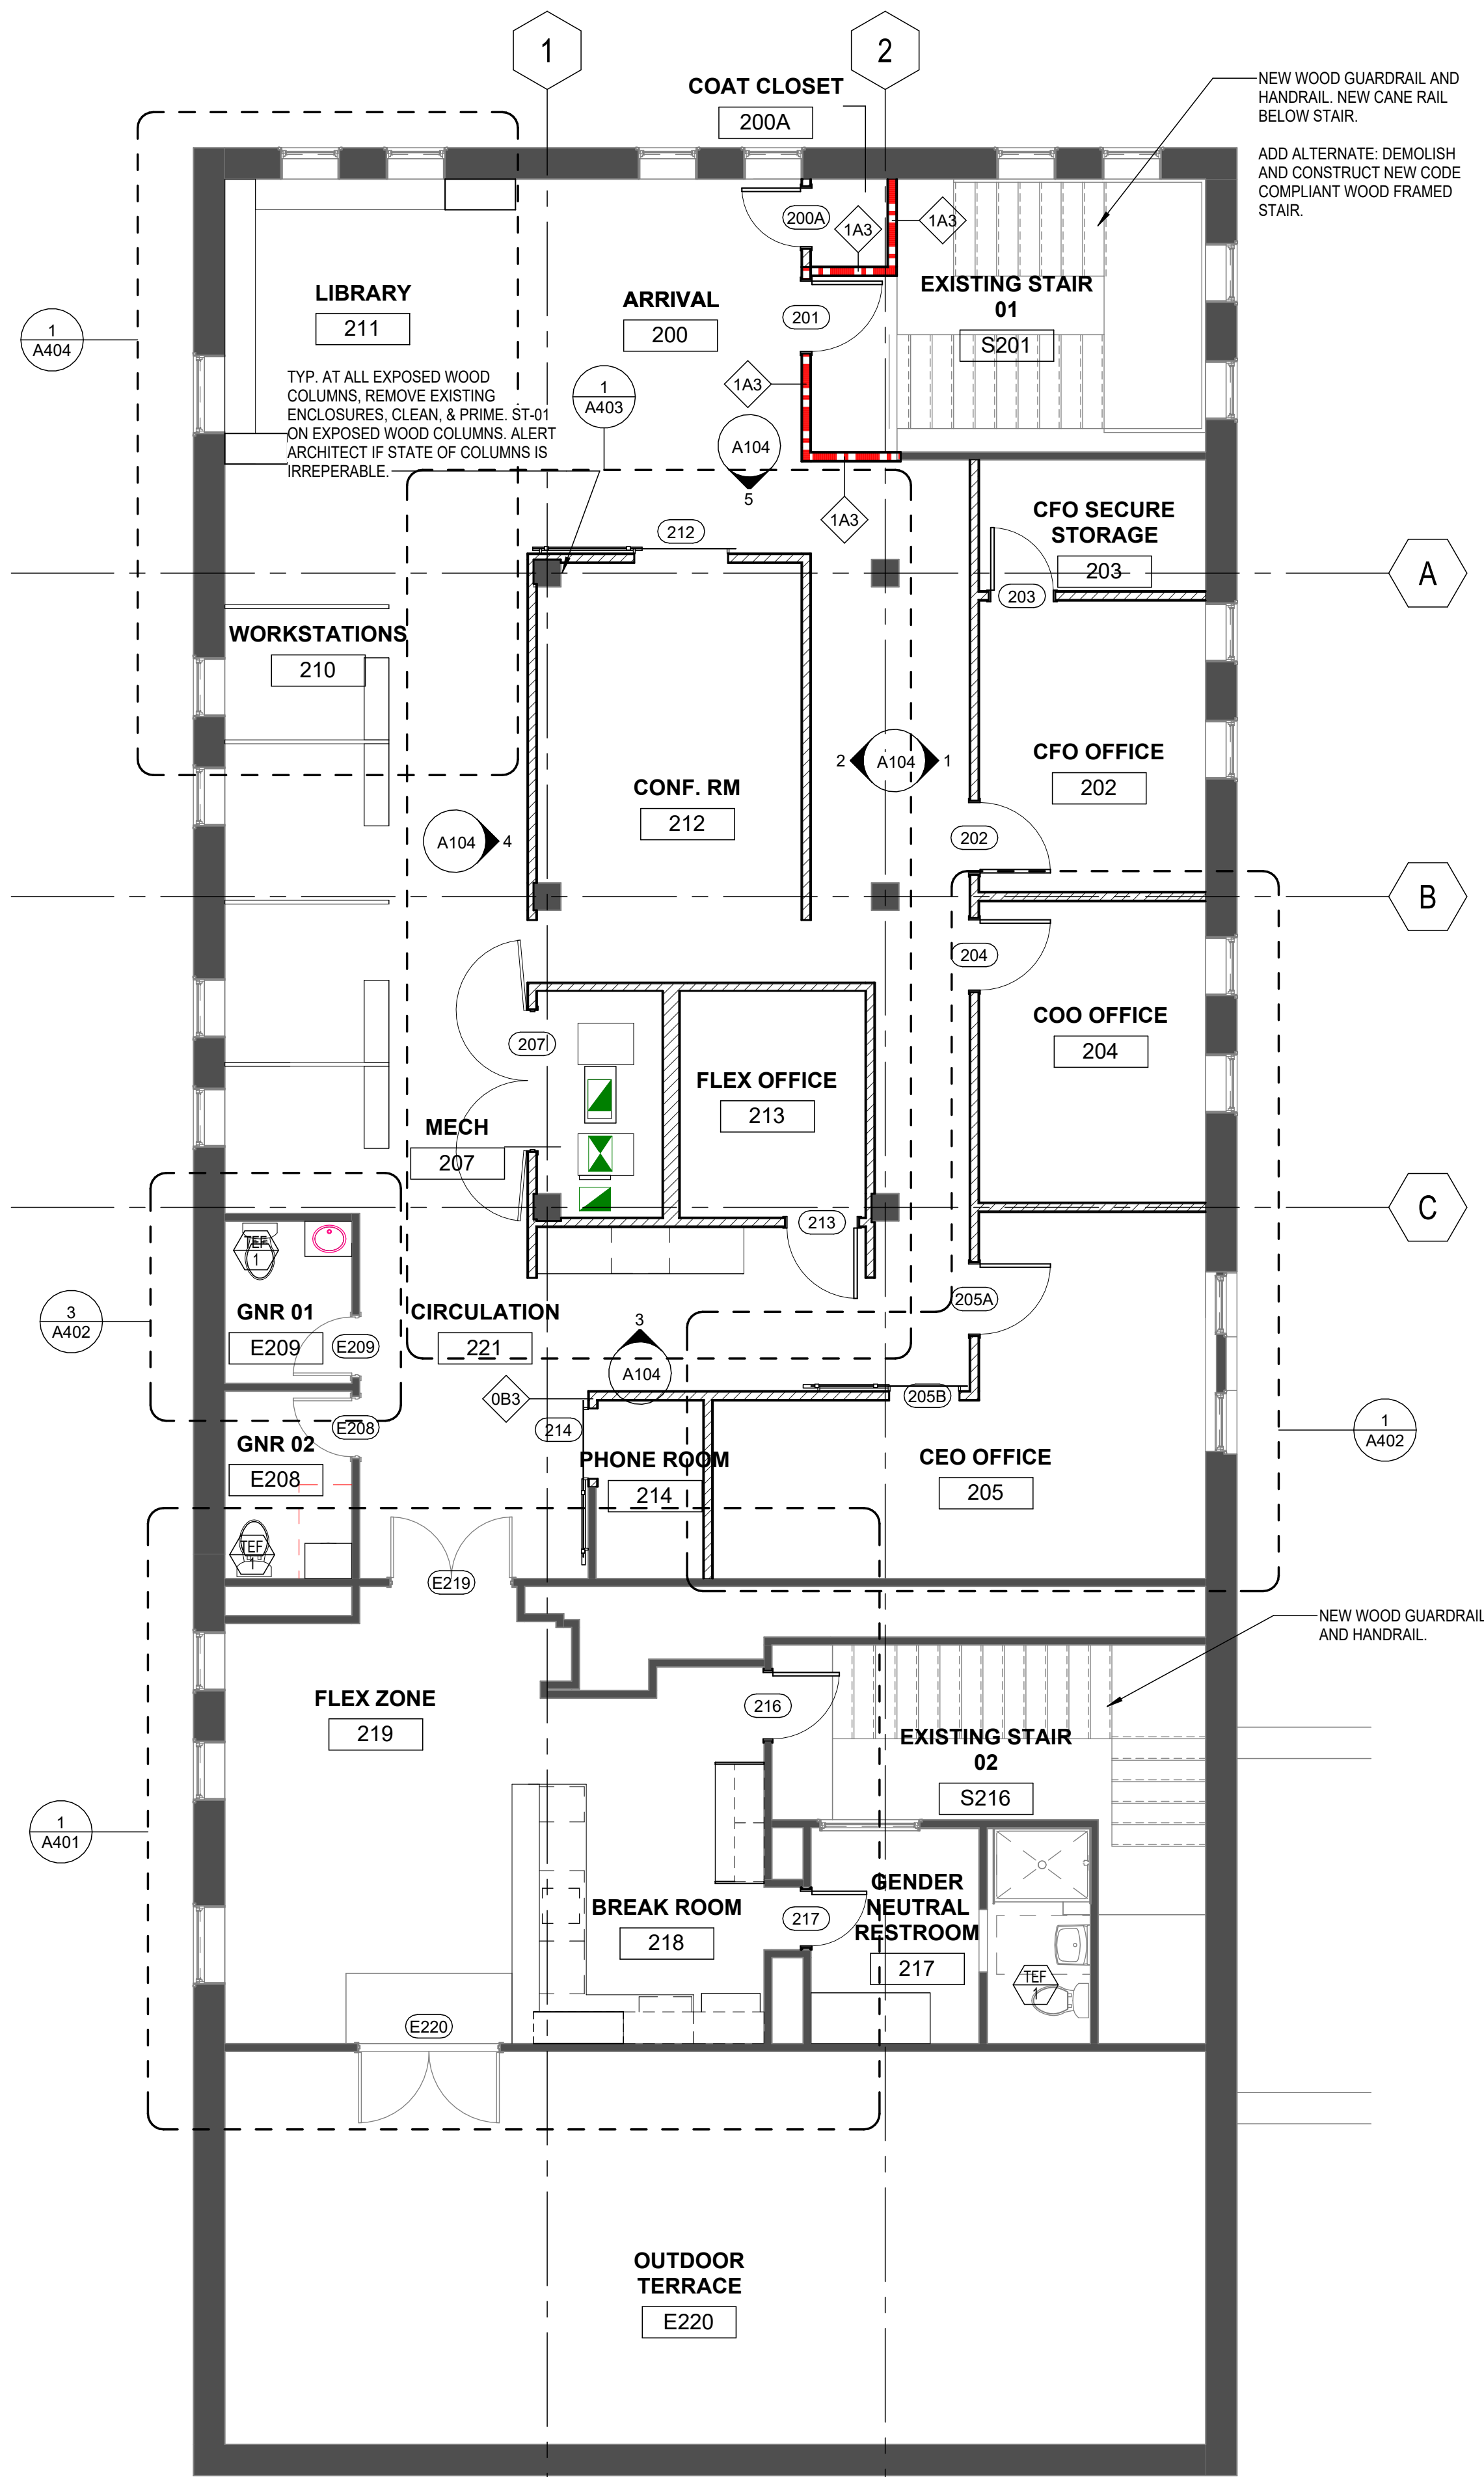 1
2
COAT CLOSET
200A
NEW WOOD GUARDRAIL AND
HANDRAIL. NEW CANE RAIL
BELOW STAIR.
ADD ALTERNATE: DEMOLISH
AND CONSTRUCT NEW CODE
COMPLIANT WOOD FRAMED
STAIR.
200A
1A3
1A3
LIBRARY
211
ARRIVAL
200
201
EXISTING STAIR
01
S201
1
A404
TYP. AT ALL EXPOSED WOOD
COLUMNS, REMOVE EXISTING
ENCLOSURES, CLEAN, & PRIME. ST-01
ON EXPOSED WOOD COLUMNS. ALERT
ARCHITECT IF STATE OF COLUMNS IS
IRREPERABLE.
1
A403
1A3
A104
5
1A3
212
CFO SECURE
STORAGE
203
203
A
WORKSTATIONS
210
CONF. RM
212
2
A104
1
CFO OFFICE
202
A104
4
202
B
204
COO OFFICE
204
207
FLEX OFFICE
213
MECH
207
213
C
TEF
1
GNR 01
E209
E209
3
A402
CIRCULATION
221
205A
3
A104
0B3
205B
E208
GNR 02
E208
214
PHONE ROOM
214
CEO OFFICE
205
1
A402
TEF
1
E219
NEW WOOD GUARDRAIL
AND HANDRAIL.
FLEX ZONE
219
216
EXISTING STAIR
02
S216
1
A401
BREAK ROOM
218
217
GENDER
NEUTRAL
RESTROOM
217
TEF
1
E220
OUTDOOR
TERRACE
E220